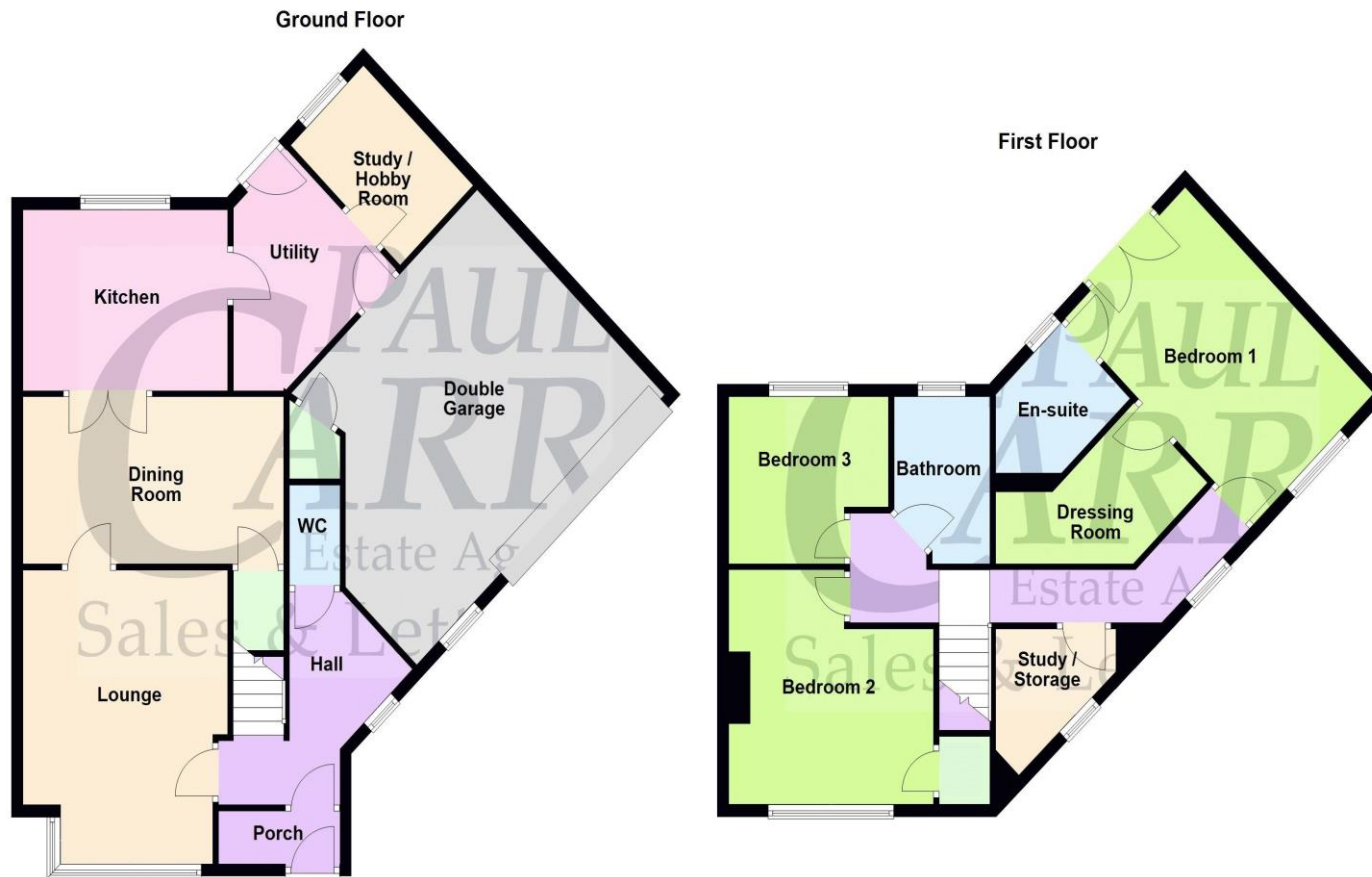 Ground Floor
Study /
Hobby
Room
Utility
Kitchen
Double
Garage
Dining
Room
WC
Hall
Lounge
Porch
PAUL
CARR
Estate Ag
Sales & Lett
First Floor
Bedroom 1
En-suite
Bedroom 3
Bathroom
Dressing
Room
Study /
Storage
Bedroom 2
PAUL
CARR
Estate A
Sales & Le